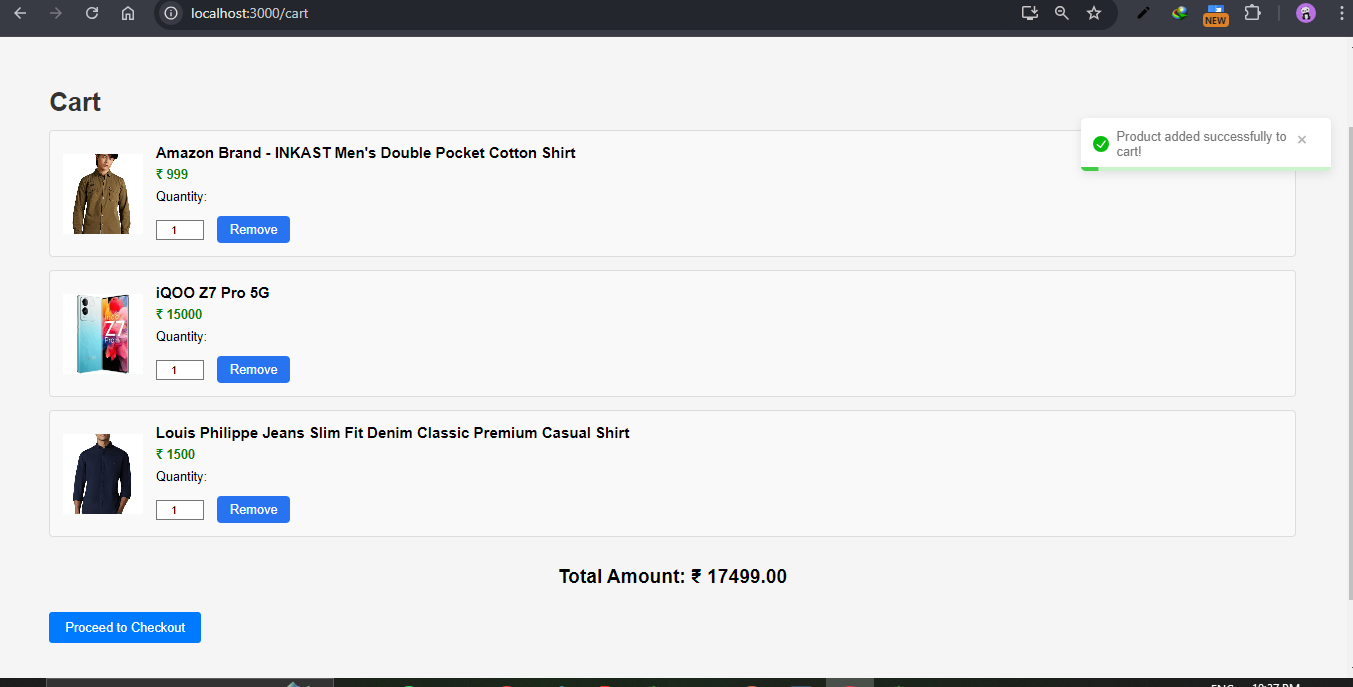 localhost:3000/cart
NEW
Cart
Product added successfully to
cart!
Amazon Brand - INKAST Men's Double Pocket Cotton Shirt
₹ 999
Quantity:
1
Remove
iQOO Z7 Pro 5G
₹ 15000
Quantity:
1
Remove
Z7
Pro
Louis Philippe Jeans Slim Fit Denim Classic Premium Casual Shirt
₹ 1500
Quantity:
1
Remove
Total Amount: ₹ 17499.00
Proceed to Checkout